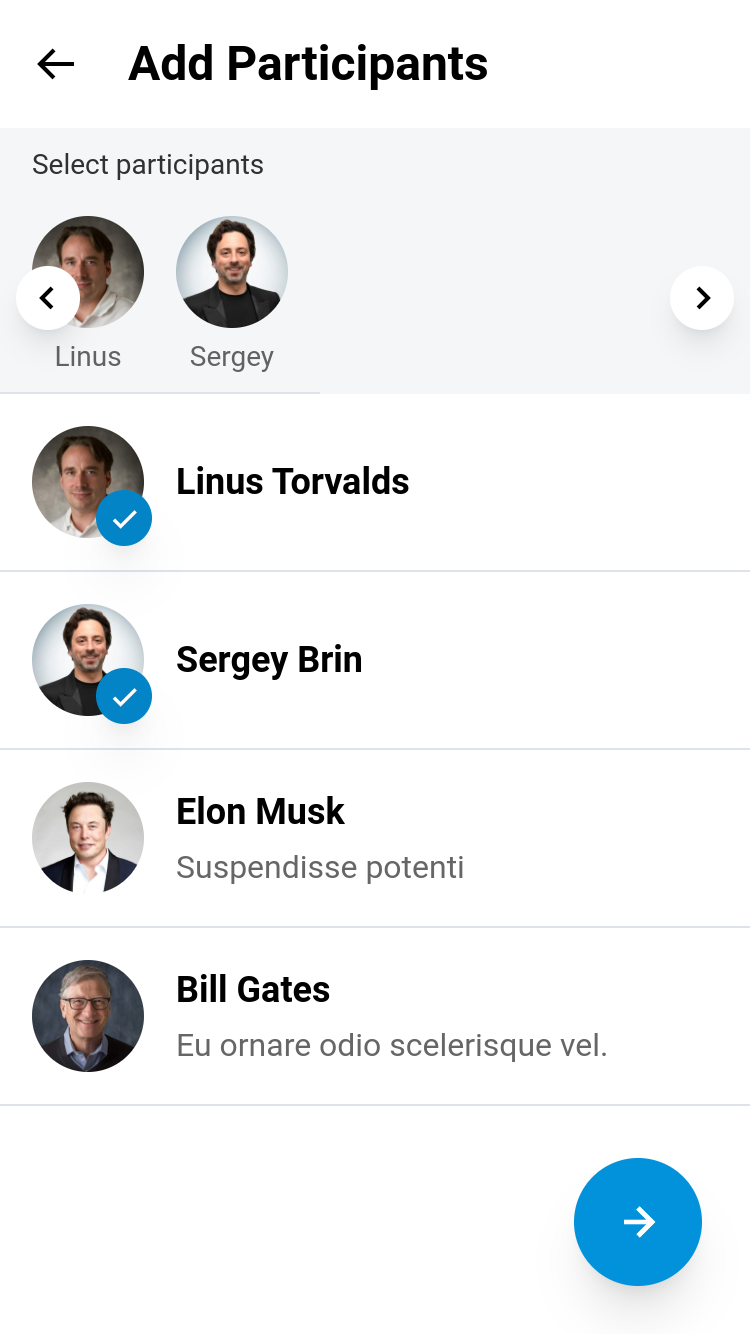 Add Participants
Select participants
Linus
Sergey
Linus Torvalds
Sergey Brin
Elon Musk
Suspendisse potenti
Bill Gates
Eu ornare odio scelerisque vel.